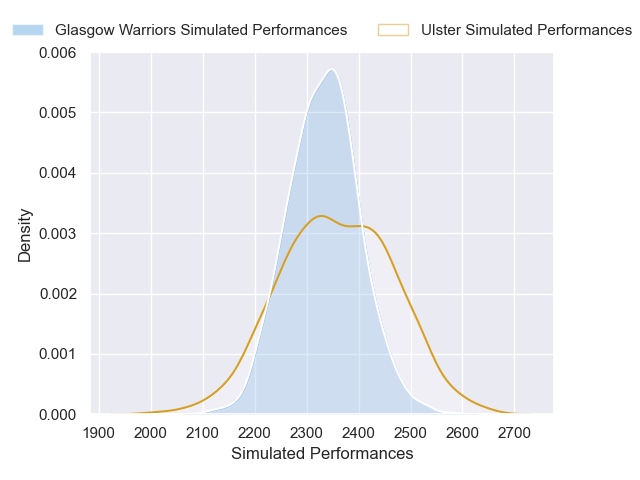 Glasgow Warriors Simulated Performances
Ulster Simulated Performances
0.006
0.005
0.004
0.003
0.002
0.001
0.000
Density
1900 2000 2100 2200 2300 2400 2500 2600 2700
Simulated Performances